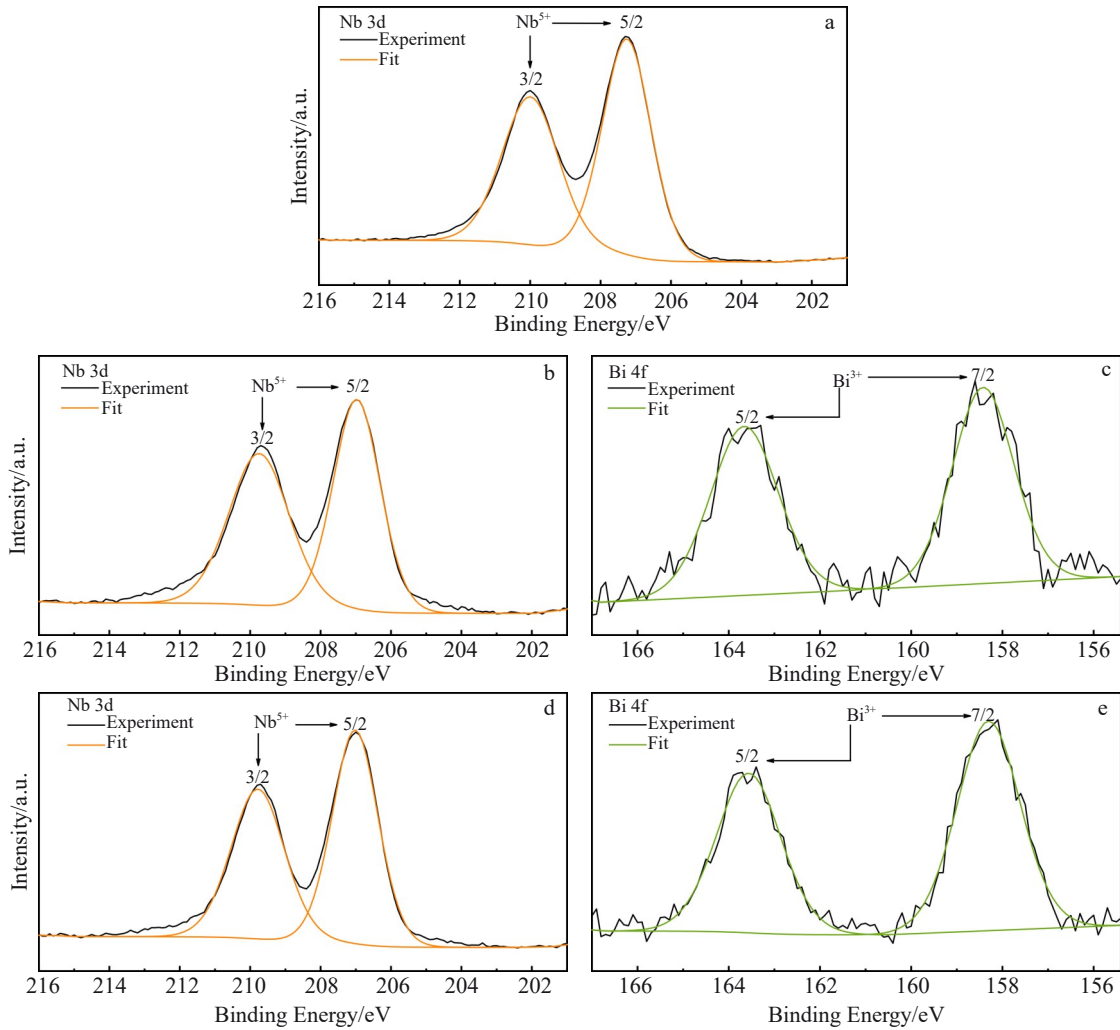 Nb 3d
Experiment
Fit
Nb⁵⁺
5/2
3/2
a
Intensity/a.u.
216 214 212 210 208 206 204 202
Binding Energy/eV
Nb 3d
Experiment
Fit
Nb⁵⁺
5/2
3/2
b
Intensity/a.u.
216 214 212 210 208 206 204 202
Binding Energy/eV
Bi 4f
Experiment
Fit
Bi³⁺
7/2
5/2
c
166 164 162 160 158 156
Binding Energy/eV
Nb 3d
Experiment
Fit
Nb⁵⁺
5/2
3/2
d
Intensity/a.u.
216 214 212 210 208 206 204 202
Binding Energy/eV
Bi 4f
Experiment
Fit
Bi³⁺
7/2
5/2
e
166 164 162 160 158 156
Binding Energy/eV